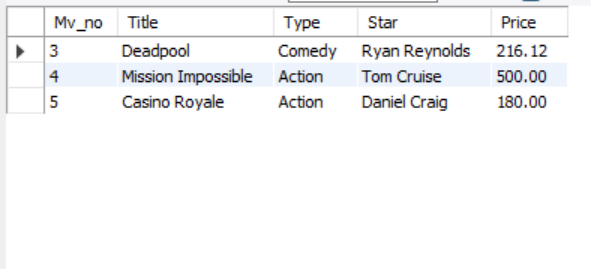 Mv_no Title Type Star Price
3 Deadpool Comedy Ryan Reynolds 216.12
4 Mission Impossible Action Tom Cruise 500.00
5 Casino Royale Action Daniel Craig 180.00